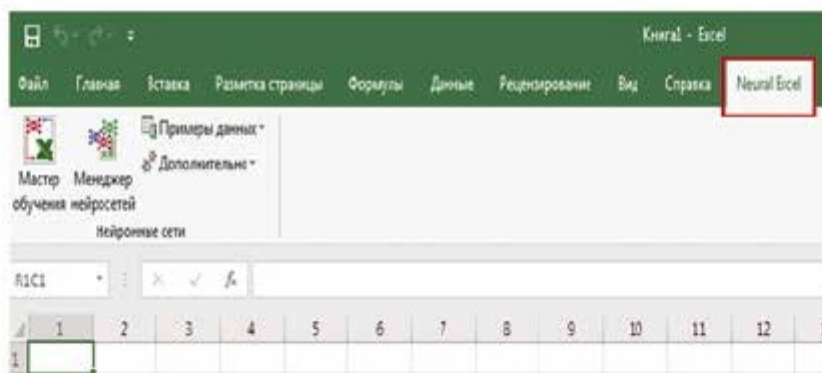 Книга1 - Excel
Файл Главная Вставка Разметка страницы Формулы Данные Рецензирование Вид Справка Neural Excel
Мастер обучения
Менеджер нейросетей
Примеры данных
Дополнительно
Нейронные сети
R1C1 fx
1 2 3 4 5 6 7 8 9 10 11 12
1